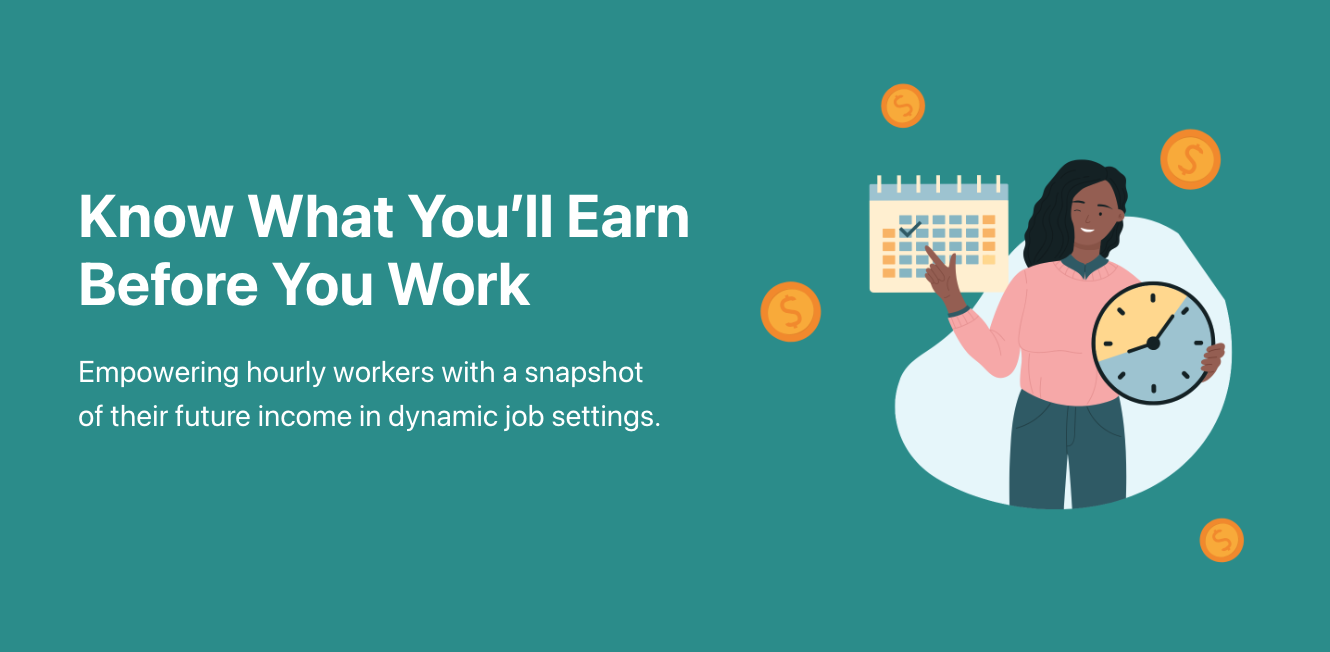 Know What You’ll Earn
Before You Work
Empowering hourly workers with a snapshot
of their future income in dynamic job settings.